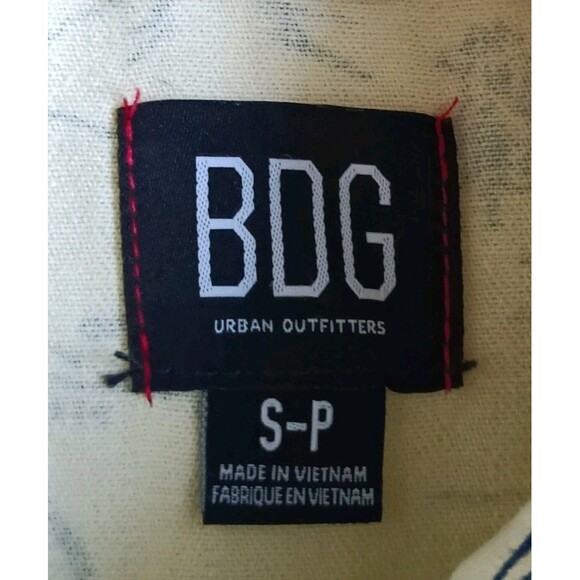 BDG
URBAN OUTFITTERS
S-P
MADE IN VIETNAM
FABRIQUE EN VIETNAM